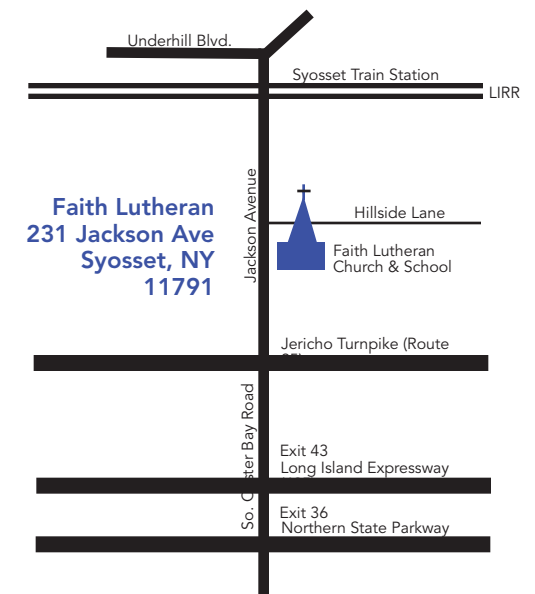 Underhill Blvd.
Syosset Train Station
LIRR
Jackson Avenue
Faith Lutheran
231 Jackson Ave
Syosset, NY
11791
Hillside Lane
Faith Lutheran
Church & School
Jericho Turnpike (Route
So. Bay Road
Exit 43
Long Island Expressway
Exit 36
Northern State Parkway